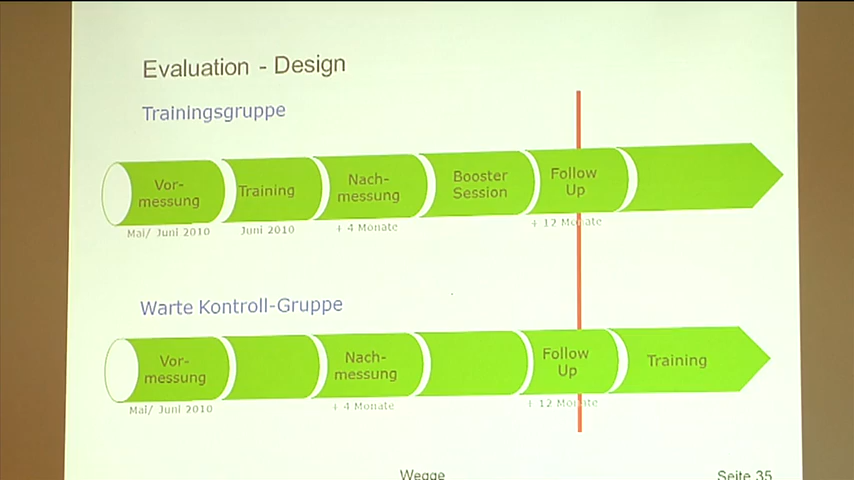 Evaluation - Design
Trainingsgruppe
Vor-
messung
Training
Nach-
messung
Booster
Session
Follow
Up
Mai/ Juni 2010
Juni 2010
+ 4 Monate
+ 12 Monate
Warte Kontroll-Gruppe
Vor-
messung
Nach-
messung
Follow
Up
Training
Mai/ Juni 2010
+ 4 Monate
+ 12 Monate
Wegge
Seite 35